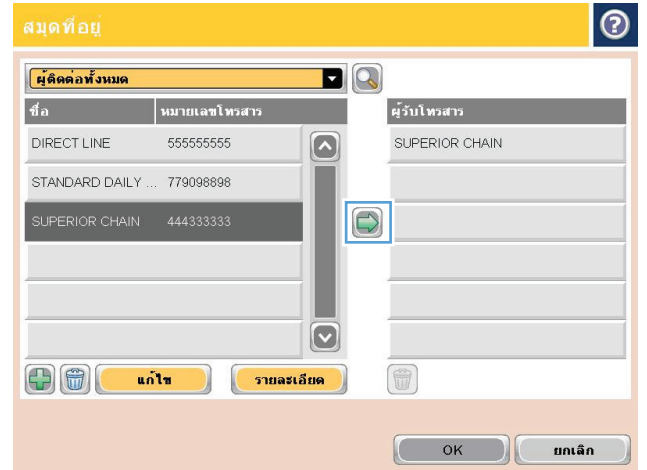 สมุดที่อยู่
ผู้ติดต่อทั้งหมด
ชื่อ หมายเลขโทรสาร ผู้รับโทรสาร
DIRECT LINE 555555555 SUPERIOR CHAIN
STANDARD DAILY ... 779098898
SUPERIOR CHAIN 444333333
แก้ไข รายละเอียด
OK ยกเลิก